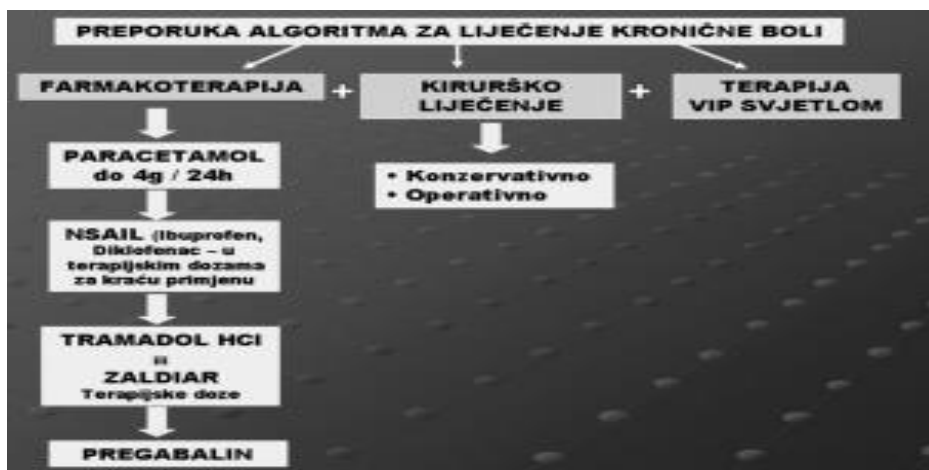 PREPORUKA ALGORITMA ZA LIJEČENJE KRONIČNE BOLI
FARMAKOTERAPIJA + KIRURŠKO LIJEČENJE + TERAPIJA VIP SVJETLOM
PARACETAMOL
do 4g / 24h
• Konzervativno
• Operativno
NSAIL (Ibuprofen,
Diklofenac – u
terapijskim dozama
za kraću primjenu
TRAMADOL HCl
ZALDIAR
Terapijske doze
PREGABALIN